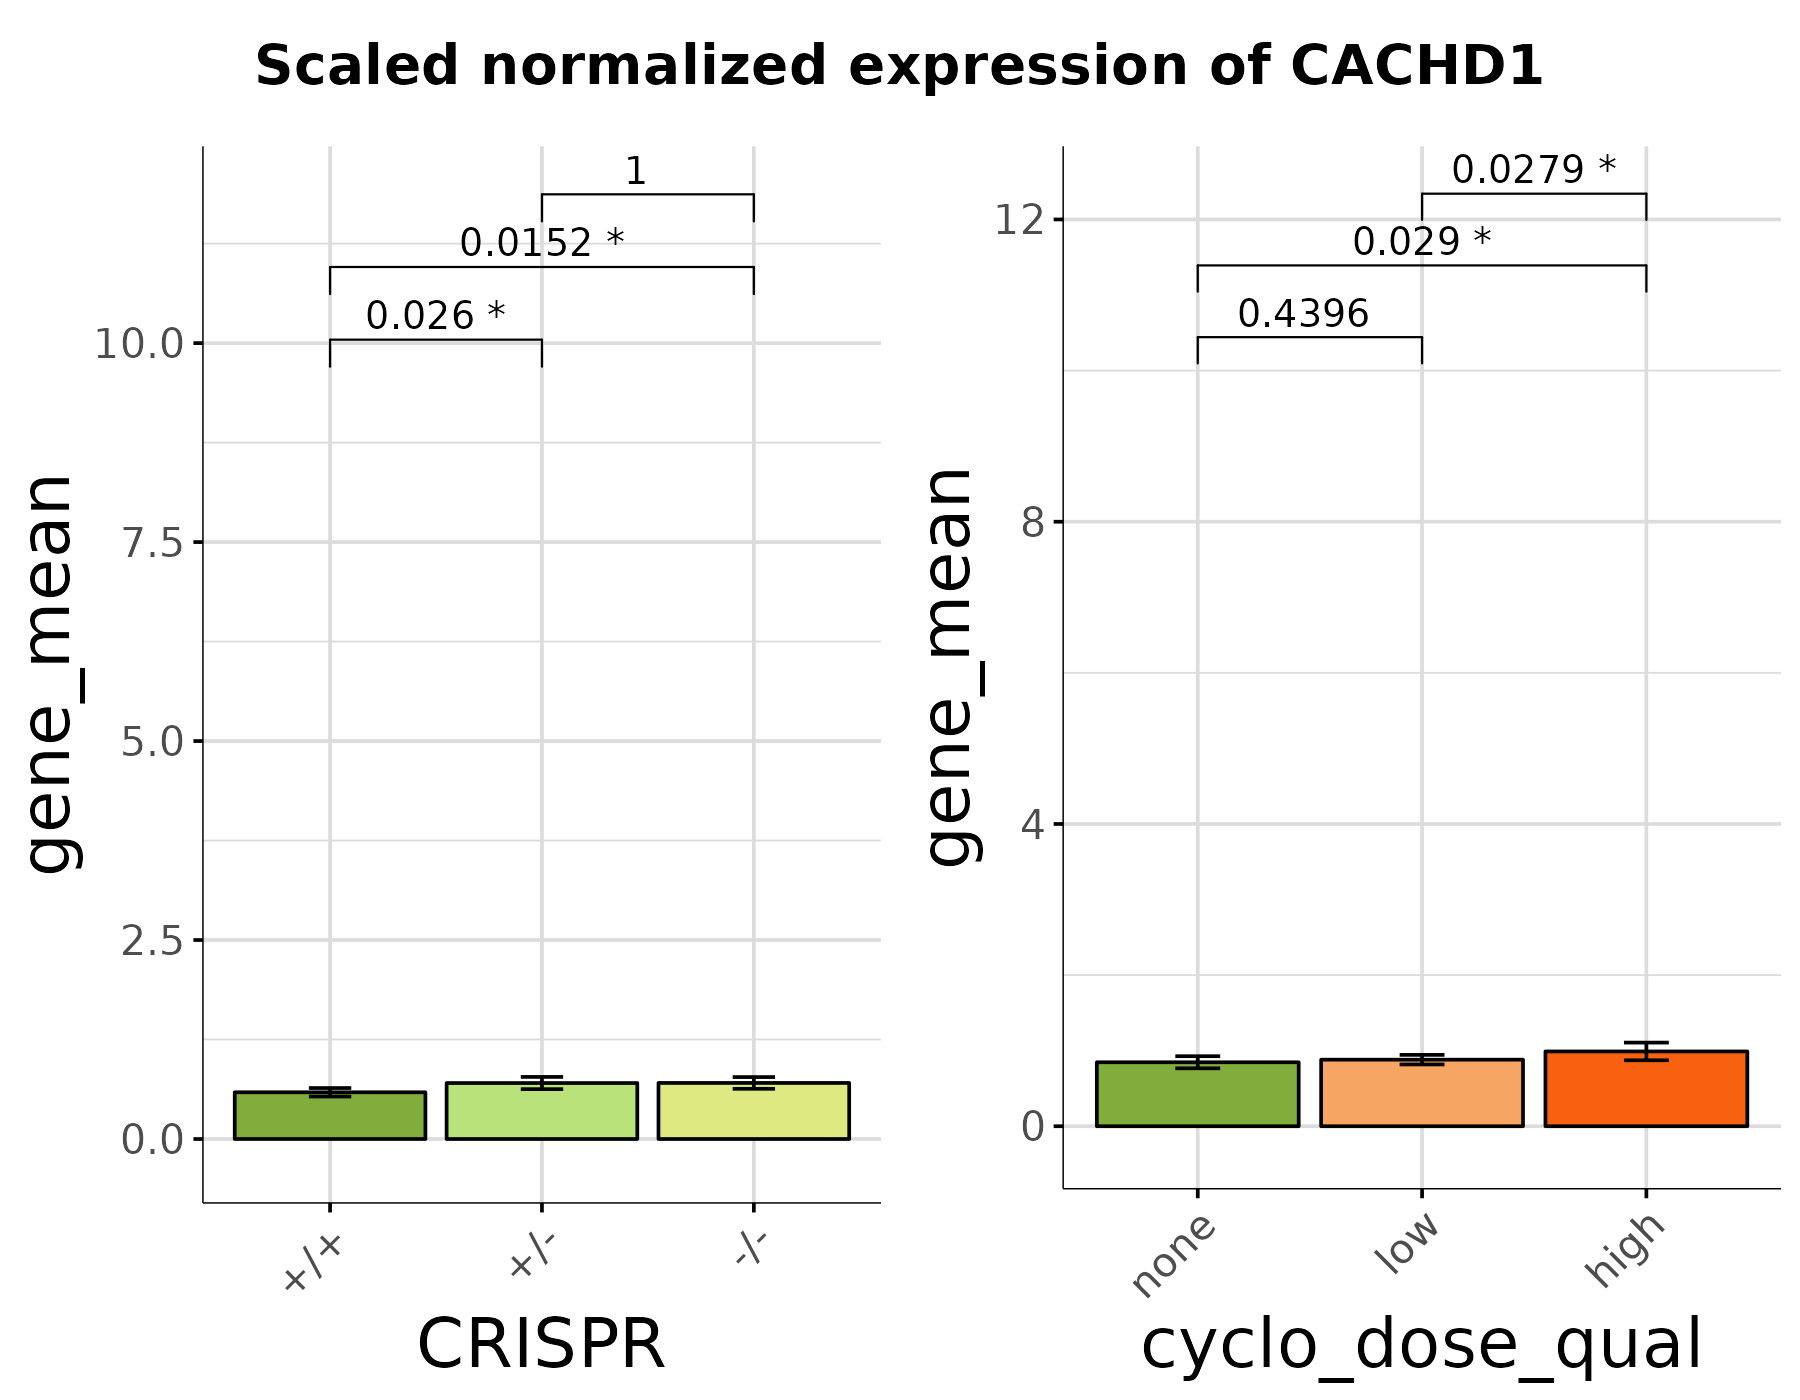 Scaled normalized expression of CACHD1
gene_mean
10.0
7.5
5.0
2.5
0.0
1
0.0152 *
0.026 *
+/+
+/-
-/-
CRISPR
gene_mean
12
8
4
0
0.0279 *
0.029 *
0.4396
none
low
high
cyclo_dose_qual